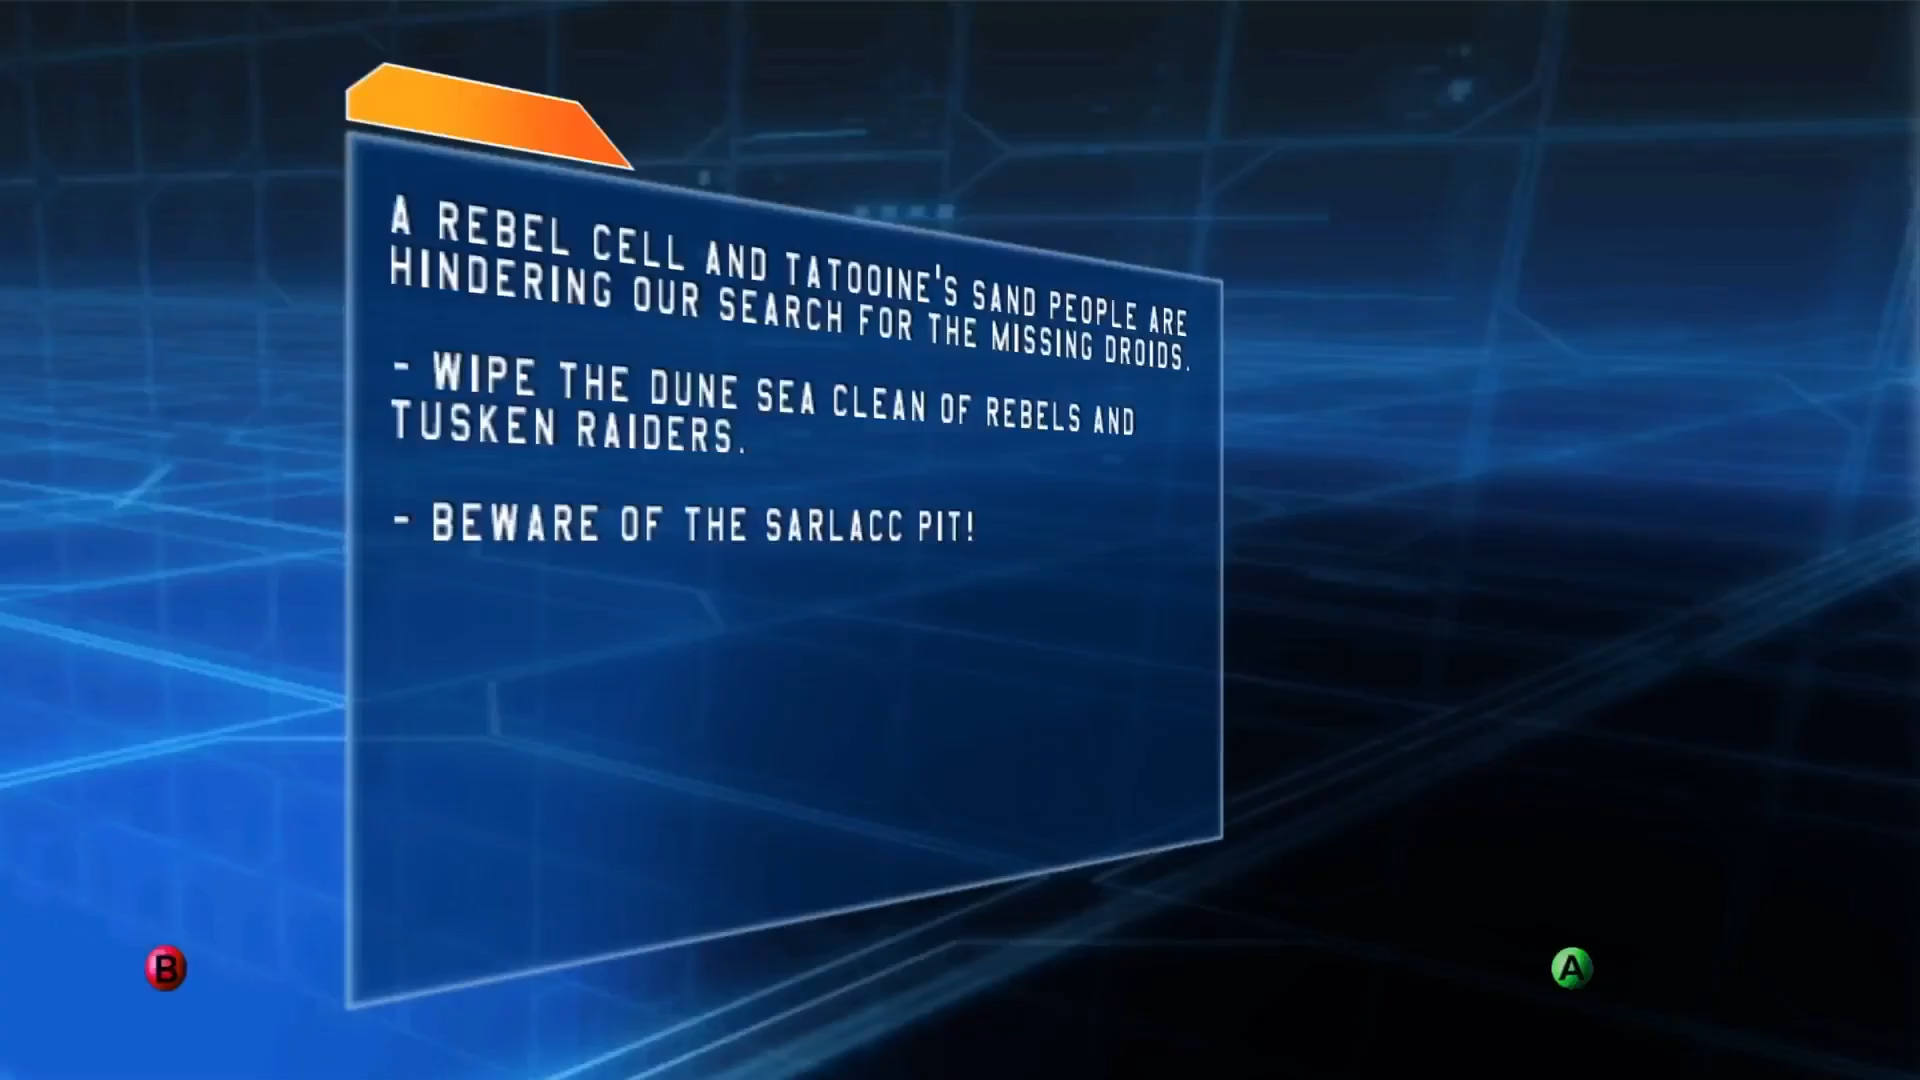 A REBEL CELL AND TATOOINE'S SAND PEOPLE ARE
HINDERING OUR SEARCH FOR THE MISSING DROIDS.
- WIPE THE DUNE SEA CLEAN OF REBELS AND
TUSKEN RAIDERS.
- BEWARE OF THE SARLACC PIT!
B
A